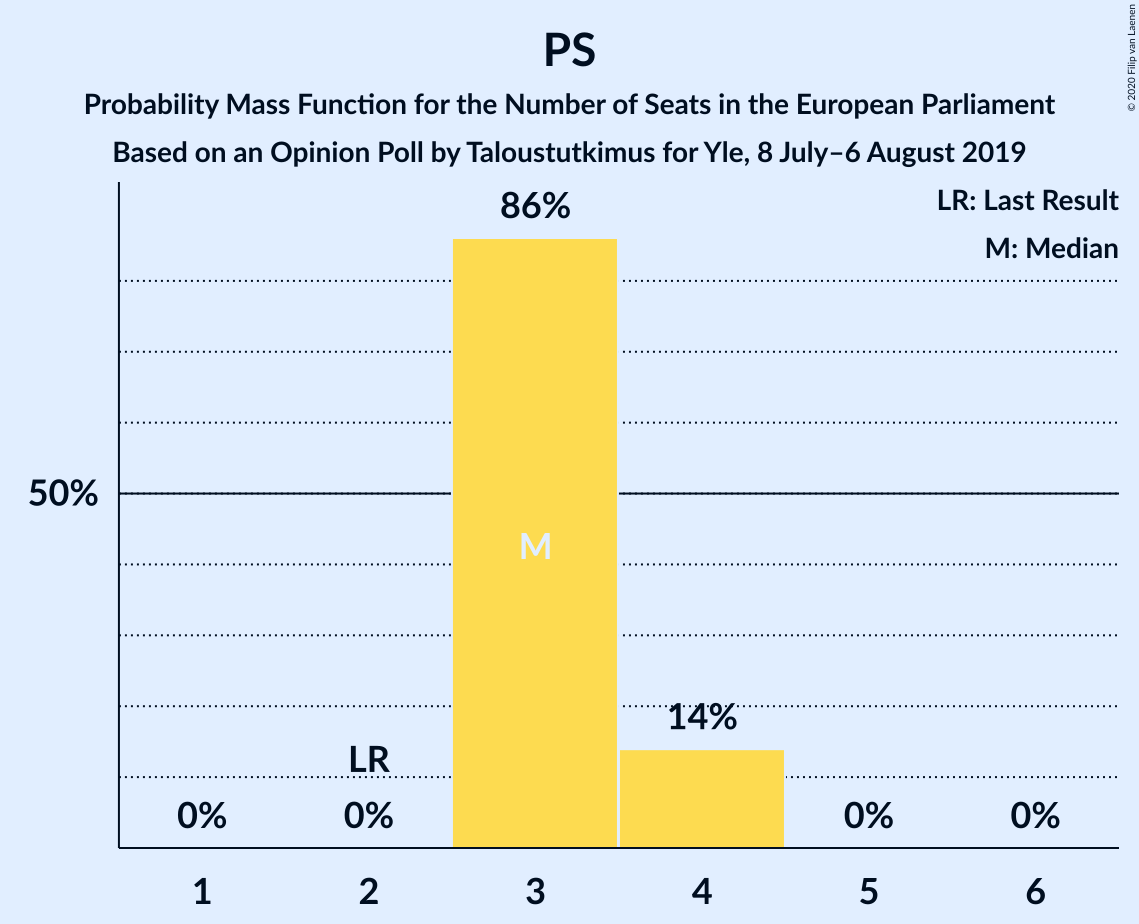 PS
Probability Mass Function for the Number of Seats in the European Parliament
Based on an Opinion Poll by Taloustutkimus for Yle, 8 July–6 August 2019
© 2020 Filip van Laenen
LR: Last Result
M: Median
86%
50%
M
14%
LR
0%
0%
0%
0%
1
2
3
4
5
6